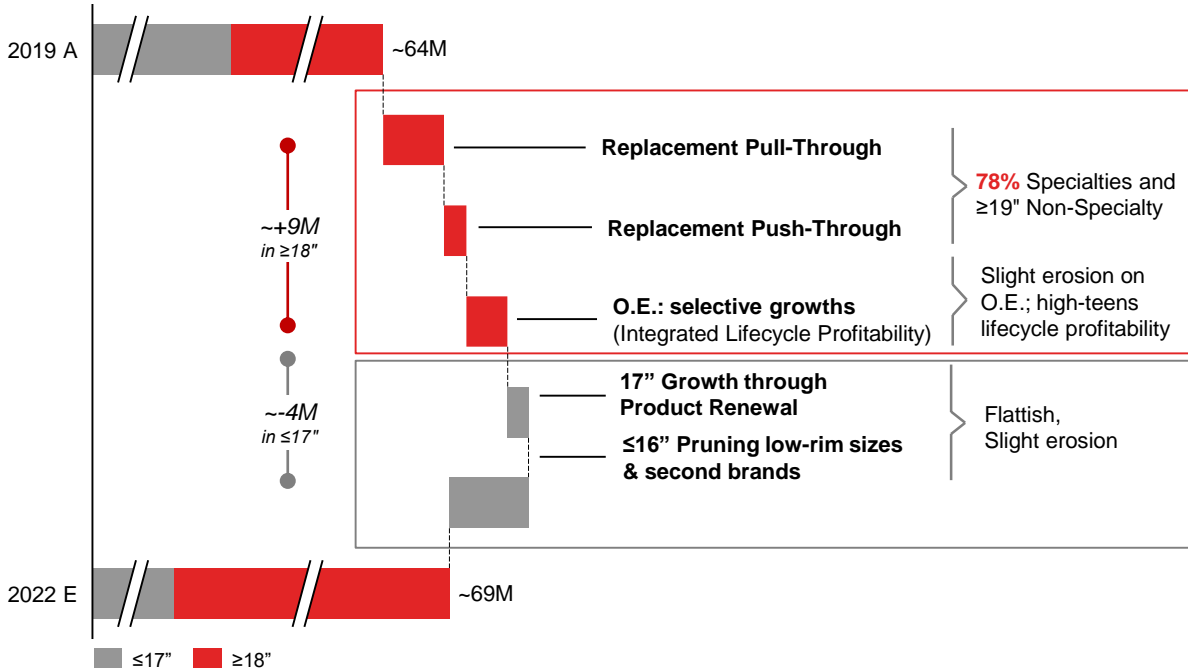 2019 A
~64M
Replacement Pull-Through
78% Specialties and
≥19" Non-Specialty
~+9M
in ≥18"
Replacement Push-Through
O.E.: selective growths
(Integrated Lifecycle Profitability)
Slight erosion on
O.E.; high-teens
lifecycle profitability
~-4M
in ≤17"
17” Growth through
Product Renewal
≤16” Pruning low-rim sizes
& second brands
Flattish,
Slight erosion
2022 E
~69M
≤17”
≥18”